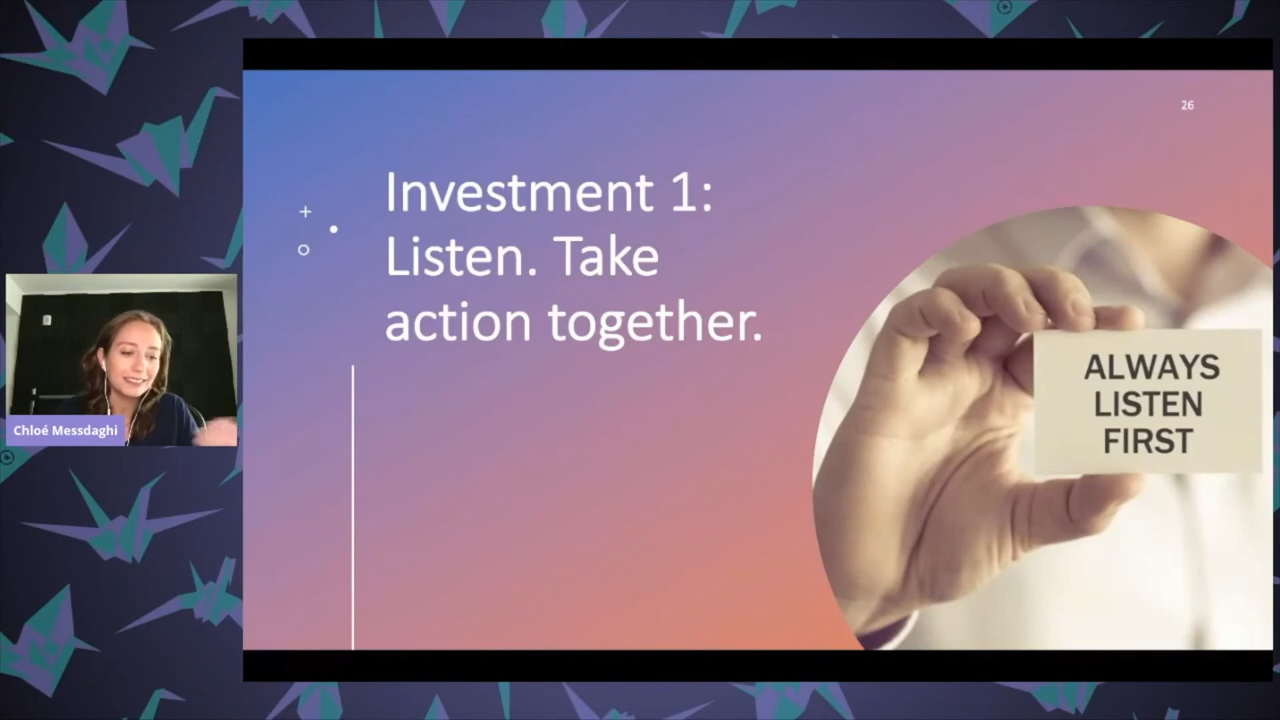 26
Investment 1:
Listen. Take
action together.
ALWAYS
LISTEN
FIRST
Chloé Messdaghi